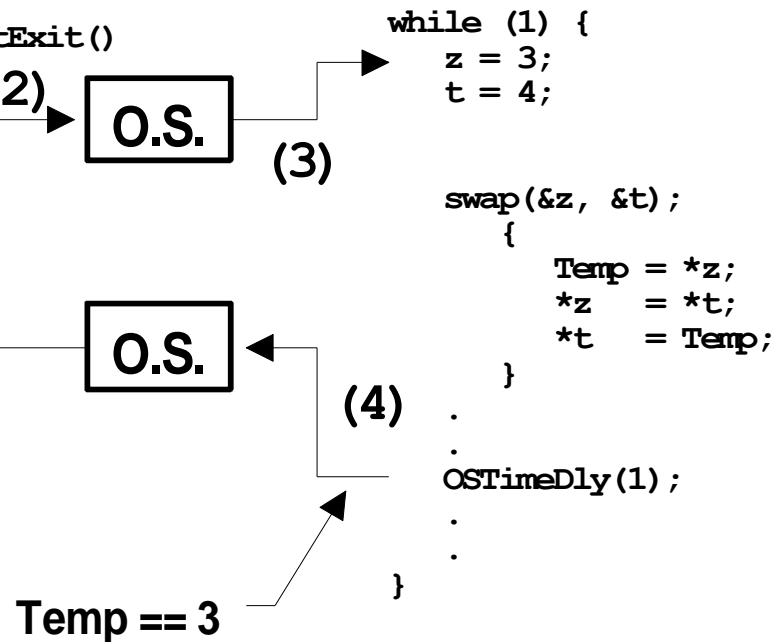 while (1) {
tExit()
z = 3;
2)
t = 4;
O.S.
(3)
swap(&z, &t);
{
Temp = *z;
*z = *t;
*t = Temp;
O.S.
}
(4)
.
.
OSTimeDly(1);
.
.
}
Temp == 3